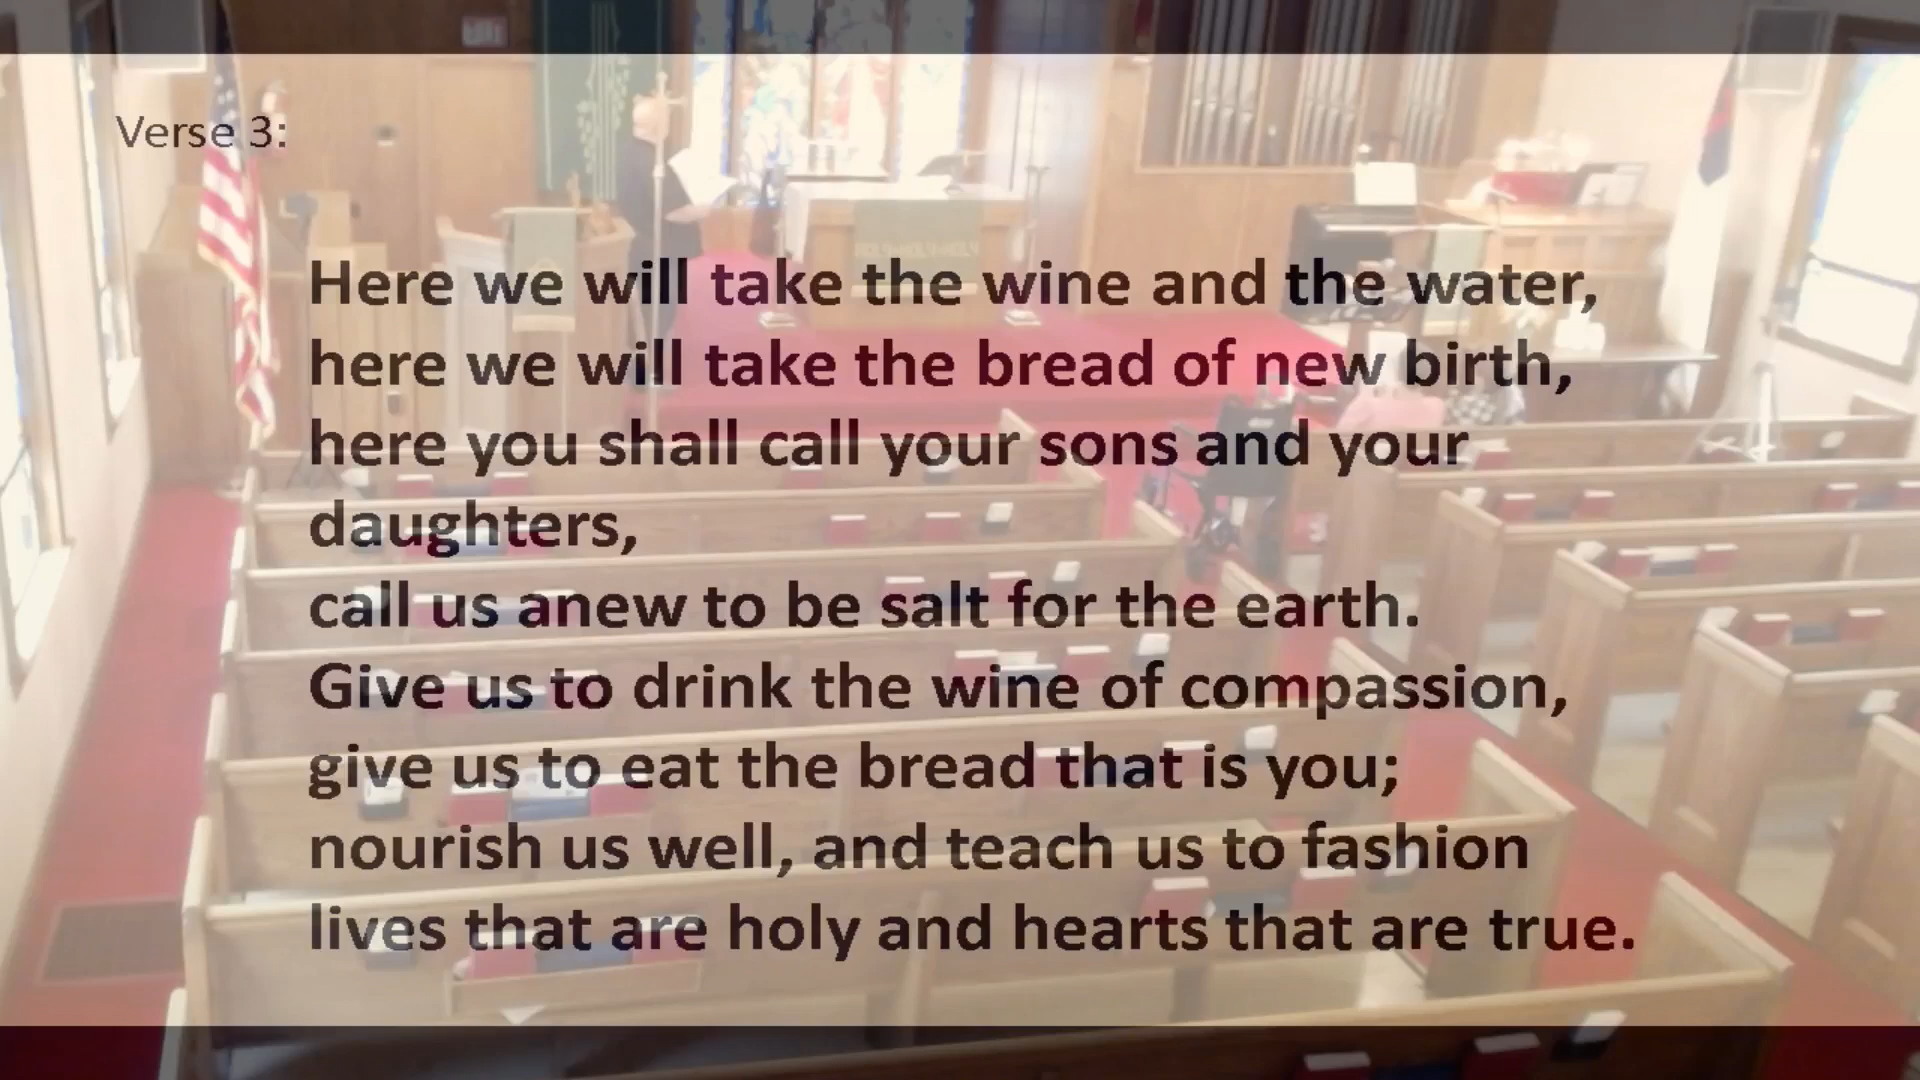 Verse 3:
Here we will take the wine and the water,
here we will take the bread of new birth,
here you shall call your sons and your
daughters,
call us anew to be salt for the earth.
Give us to drink the wine of compassion,
give us to eat the bread that is you;
nourish us well, and teach us to fashion
lives that are holy and hearts that are true.
HOLY HOLY HOLY